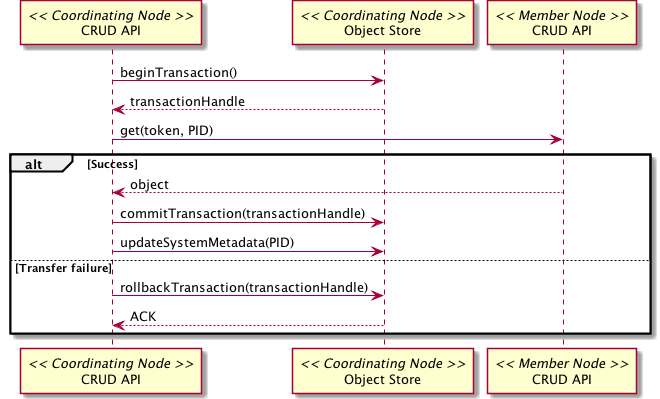 << Coordinating Node >>
CRUD API
<< Coordinating Node >>
Object Store
<< Member Node >>
CRUD API
beginTransaction()
transactionHandle
get(token, PID)
alt
[Success]
object
commitTransaction(transactionHandle)
updateSystemMetadata(PID)
[Transfer failure]
rollbackTransaction(transactionHandle)
ACK
<< Coordinating Node >>
CRUD API
<< Coordinating Node >>
Object Store
<< Member Node >>
CRUD API